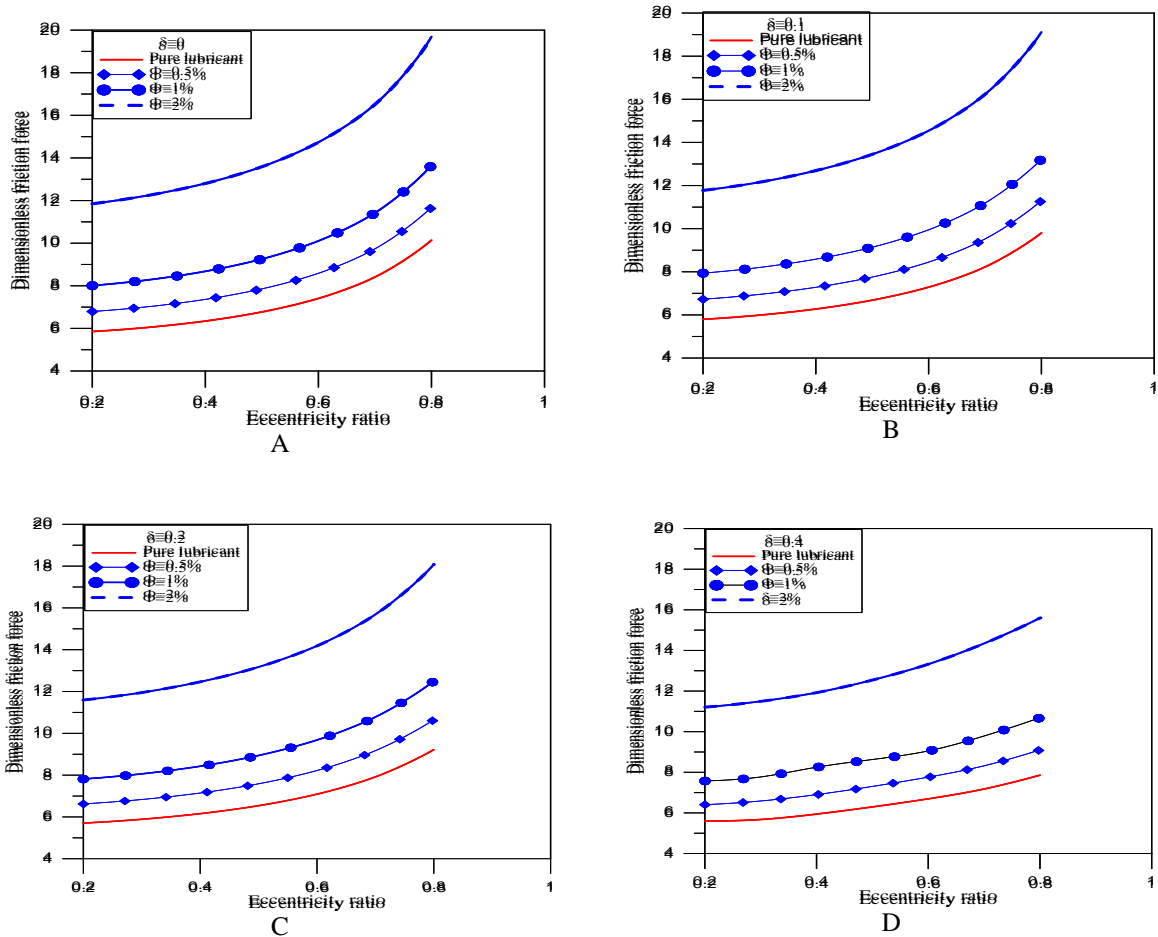 20
18
16
14
12
10
8
6
4
Dimensionless friction force
δ=0
Pure lubricant
Φ=0.5%
Φ=1%
Φ=2%
0.2 0.4 0.6 0.8 1
Eccentricity ratio
A
20
18
16
14
12
10
8
6
4
Dimensionless friction force
δ=0.1
Pure lubricant
Φ=0.5%
Φ=1%
Φ=2%
0.2 0.4 0.6 0.8 1
Eccentricity ratio
B
20
18
16
14
12
10
8
6
4
Dimensionless friction force
δ=0.2
Pure lubricant
Φ=0.5%
Φ=1%
Φ=2%
0.2 0.4 0.6 0.8 1
Eccentricity ratio
C
20
18
16
14
12
10
8
6
4
Dimensionless friction force
δ=0.4
Pure lubricant
Φ=0.5%
Φ=1%
δ=2%
0.2 0.4 0.6 0.8 1
Eccentricity ratio
D